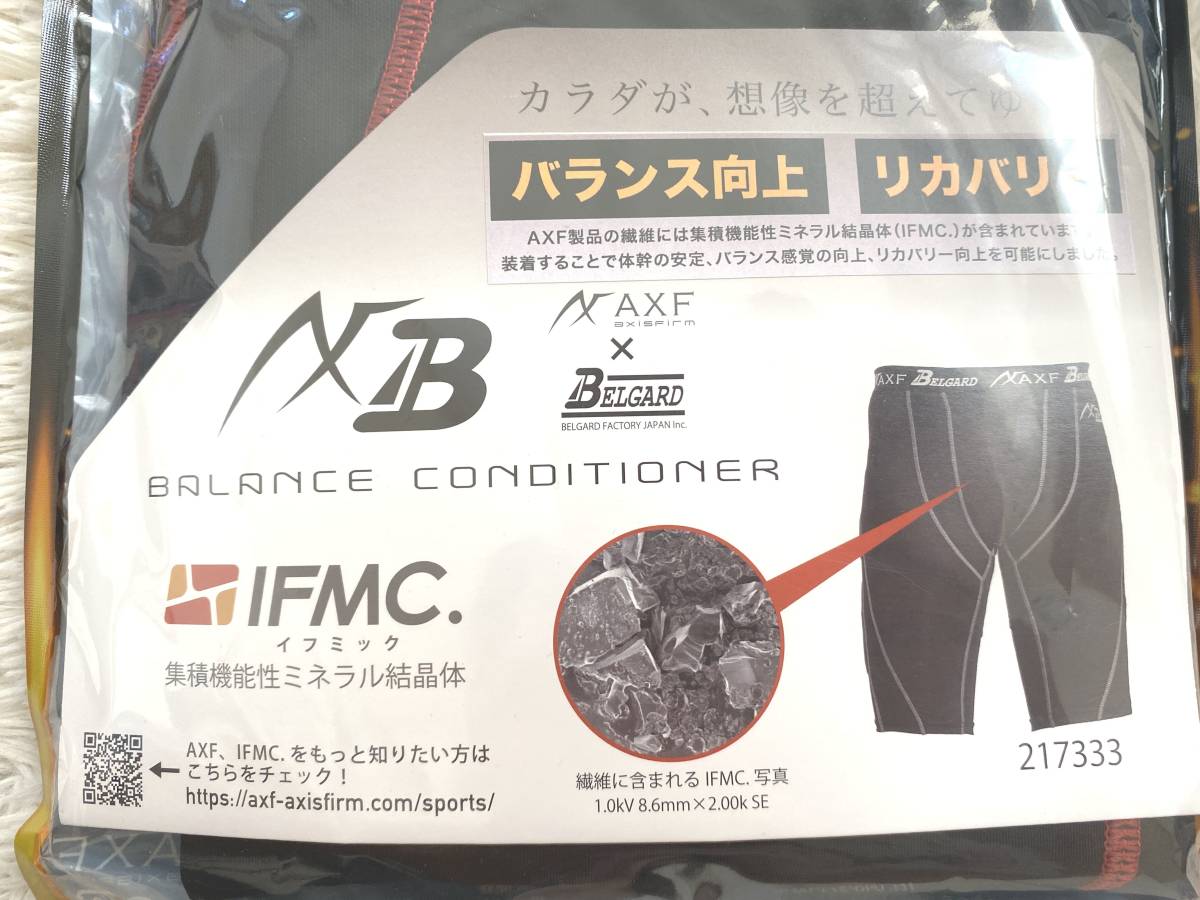 カラダが、想像を超えてゆ
バランス向上
リカバリー
AXF製品の繊維には集積機能性ミネラル結晶体(IFMC.)が含まれています。
装着することで体幹の安定、バランス感覚の向上、リカバリー向上を可能にしました。
AXB
AXF
axisfirm
×
BELGARD
BELGARD FACTORY JAPAN Inc.
AXF BELGARD AXF B
BALANCE CONDITIONER
IFMC.
イフミック
集積機能性ミネラル結晶体
AXF、IFMC.をもっと知りたい方は
こちらをチェック！
https://axf-axisfirm.com/sports/
繊維に含まれる IFMC. 写真
1.0kV 8.6mm×2.00k SE
217333